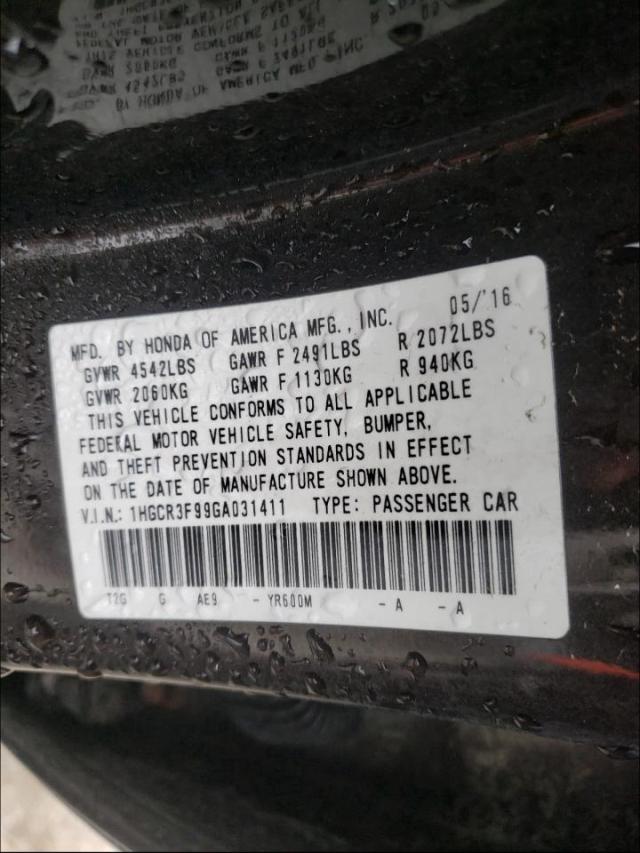 MFD. BY HONDA OF AMERICA MFG., INC. 05/'16
GVWR 4542LBS GAWR F 2491LBS R 2072LBS
GVWR 2060KG GAWR F 1130KG R 940KG
THIS VEHICLE CONFORMS TO ALL APPLICABLE
FEDERAL MOTOR VEHICLE SAFETY, BUMPER,
AND THEFT PREVENTION STANDARDS IN EFFECT
ON THE DATE OF MANUFACTURE SHOWN ABOVE.
V.I.N.: 1HGCR3F99GA031411 TYPE: PASSENGER CAR
T2G G AE9 - YR600M - A - A